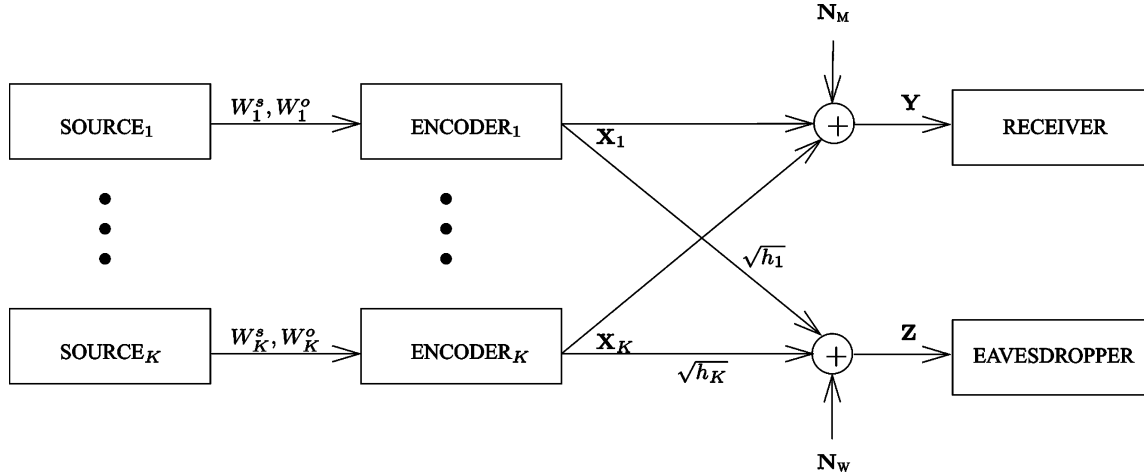 N_M
SOURCE_1
W_1^s, W_1^o
ENCODER_1
X_1
+
Y
RECEIVER
√h_1
SOURCE_K
W_K^s, W_K^o
ENCODER_K
X_K
√h_K
+
Z
EAVESDROPPER
N_W